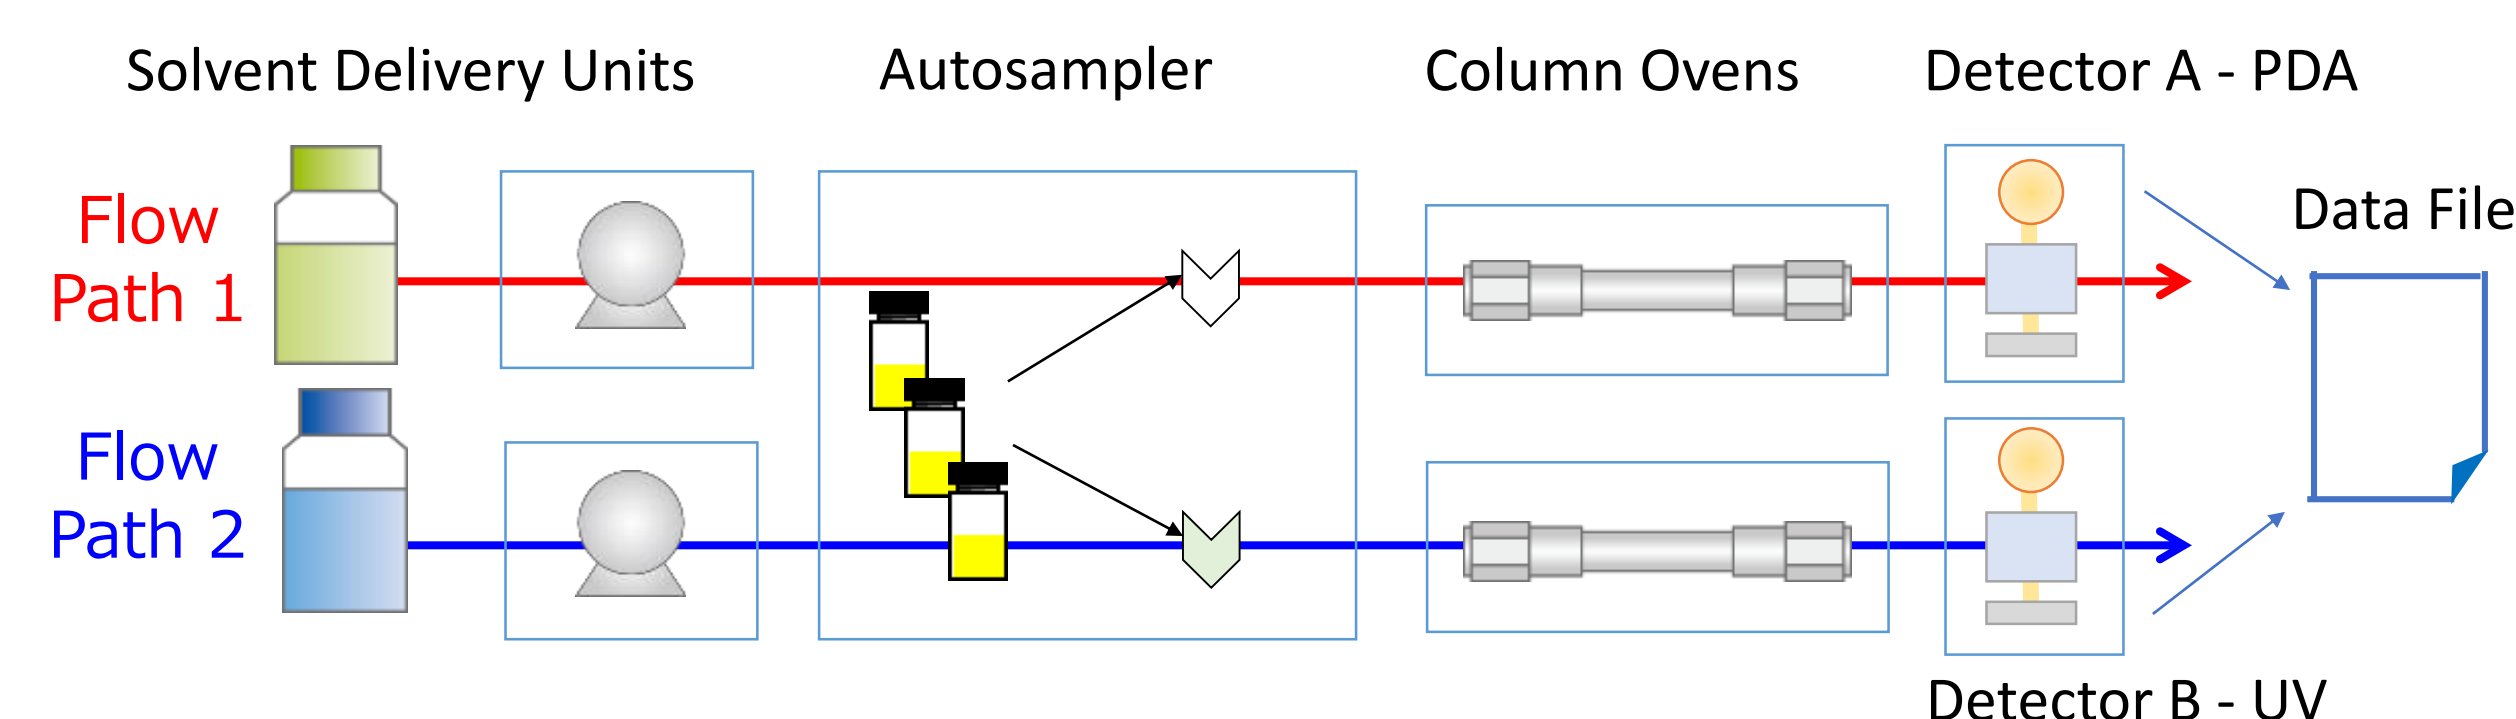 Solvent Delivery Units
Autosampler
Column Ovens
Detector A - PDA
Flow
Path 1
Data File
Flow
Path 2
Detector B - UV